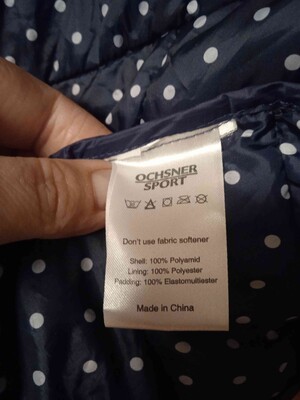 OCHSNER
SPORT
Don't use fabric softener
Shell: 100% Polyamid
Lining: 100% Polyester
Padding: 100% Elastomultiester
Made in China